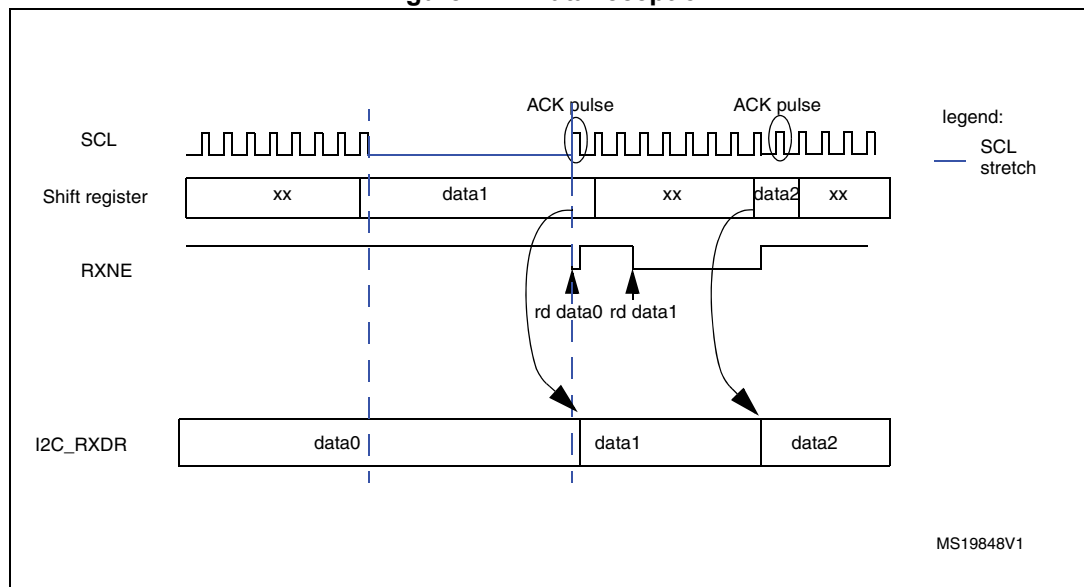 ACK pulse
ACK pulse
legend:
SCL
SCL
stretch
Shift register
xx
data1
xx
data2
xx
RXNE
rd data0
rd data1
I2C_RXDR
data0
data1
data2
MS19848V1